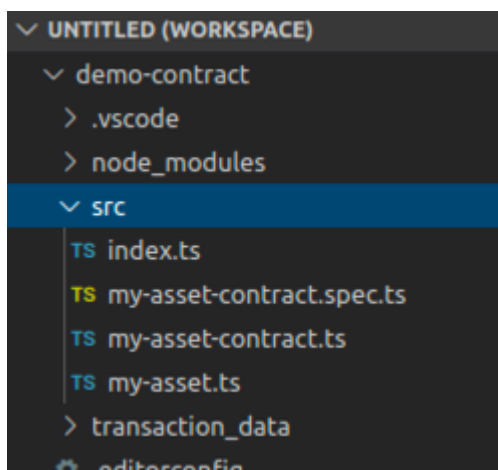 UNTITLED (WORKSPACE)
demo-contract
.vscode
node_modules
src
TS index.ts
TS my-asset-contract.spec.ts
TS my-asset-contract.ts
TS my-asset.ts
transaction_data
.editorconfig